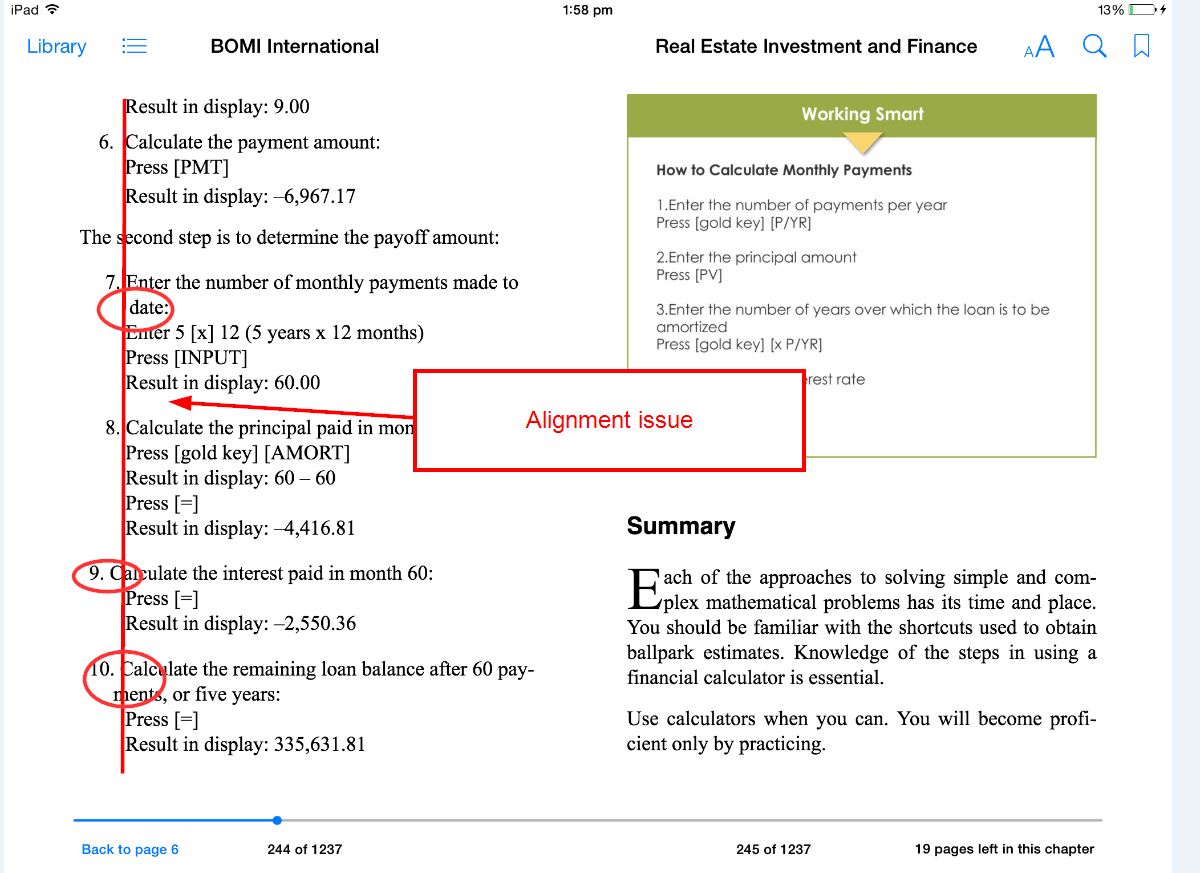 iPad 1:58 pm 13%
Library BOMI International Real Estate Investment and Finance AA
Result in display: 9.00
6. Calculate the payment amount:
Press [PMT]
Result in display: –6,967.17
The second step is to determine the payoff amount:
7. Enter the number of monthly payments made to
date:
Enter 5 [x] 12 (5 years x 12 months)
Press [INPUT]
Result in display: 60.00
8. Calculate the principal paid in mon
Press [gold key] [AMORT]
Result in display: 60 – 60
Press [=]
Result in display: –4,416.81
9. Calculate the interest paid in month 60:
Press [=]
Result in display: –2,550.36
10. Calculate the remaining loan balance after 60 pay-
ments, or five years:
Press [=]
Result in display: 335,631.81
Alignment issue
Working Smart
How to Calculate Monthly Payments
1.Enter the number of payments per year
Press [gold key] [P/YR]
2.Enter the principal amount
Press [PV]
3.Enter the number of years over which the loan is to be
amortized
Press [gold key] [x P/YR]
erest rate
Summary
Each of the approaches to solving simple and com-
plex mathematical problems has its time and place.
You should be familiar with the shortcuts used to obtain
ballpark estimates. Knowledge of the steps in using a
financial calculator is essential.
Use calculators when you can. You will become profi-
cient only by practicing.
Back to page 6 244 of 1237 245 of 1237 19 pages left in this chapter